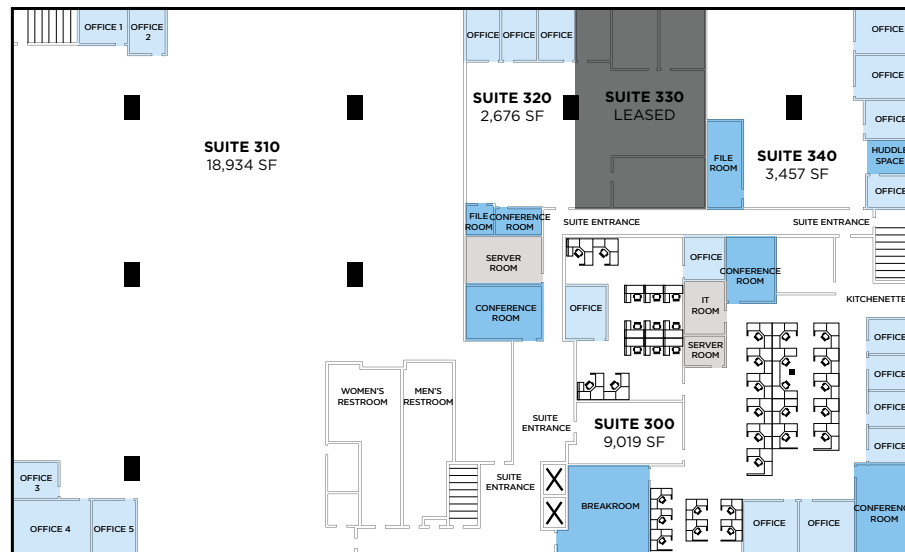 OFFICE 1
OFFICE
2
OFFICE
OFFICE
OFFICE
OFFICE
OFFICE
SUITE 320
2,676 SF
SUITE 330
LEASED
OFFICE
SUITE 310
18,934 SF
FILE
ROOM
SUITE 340
3,457 SF
HUDDLE
SPACE
OFFICE
FILE
ROOM
CONFERENCE
ROOM
SUITE ENTRANCE
SUITE ENTRANCE
SERVER
ROOM
OFFICE
CONFERENCE
ROOM
CONFERENCE
ROOM
OFFICE
IT
ROOM
KITCHENETTE
SERVER
ROOM
OFFICE
OFFICE
OFFICE
OFFICE
WOMEN'S
RESTROOM
MEN'S
RESTROOM
SUITE
ENTRANCE
SUITE 300
9,019 SF
OFFICE
3
SUITE
ENTRANCE
BREAKROOM
CONFERENCE
ROOM
OFFICE 4
OFFICE 5
OFFICE
OFFICE